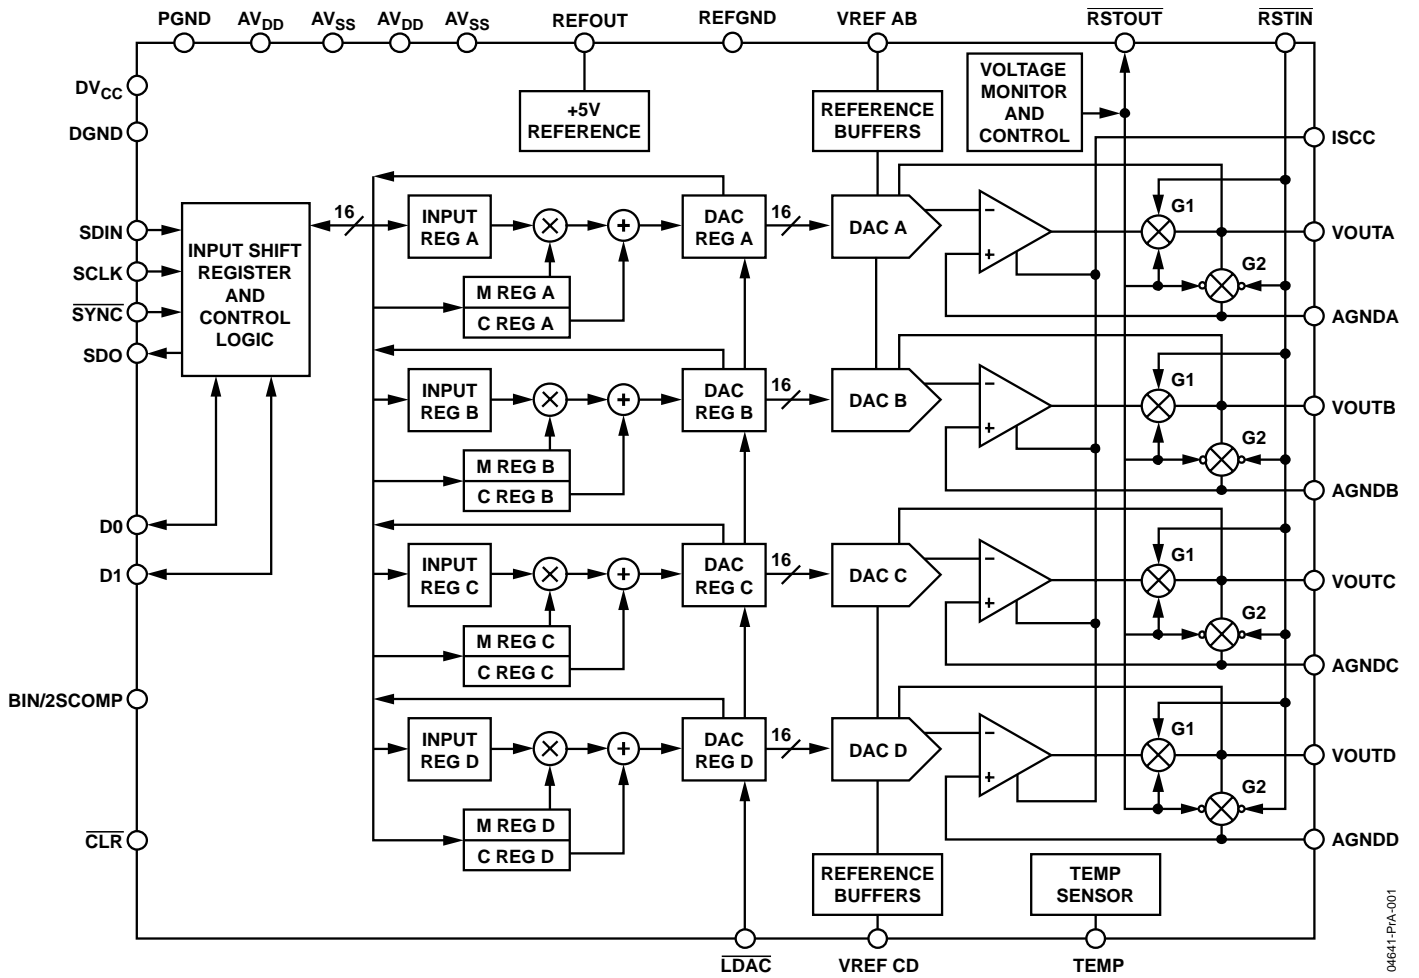 PGND AVDD AVSS AVDD AVSS REFOUT REFGND VREF AB RSTOUT RSTIN
DVCC
DGND
+5V
REFERENCE
REFERENCE
BUFFERS
VOLTAGE
MONITOR
AND
CONTROL
ISCC
SDIN
SCLK
SYNC
SDO
INPUT SHIFT
REGISTER
AND
CONTROL
LOGIC
16
INPUT
REG A
×
+
DAC
REG A
16
DAC A
−
+
G1
G2
VOUTA
AGNDA
M REG A
C REG A
INPUT
REG B
×
+
DAC
REG B
16
DAC B
−
+
G1
G2
VOUTB
AGNDB
M REG B
C REG B
D0
D1
INPUT
REG C
×
+
DAC
REG C
16
DAC C
−
+
G1
G2
VOUTC
AGNDC
M REG C
C REG C
BIN/2SCOMP
INPUT
REG D
×
+
DAC
REG D
16
DAC D
−
+
G1
G2
VOUTD
AGNDD
M REG D
C REG D
CLR
REFERENCE
BUFFERS
TEMP
SENSOR
LDAC VREF CD TEMP
04641-PrA-001